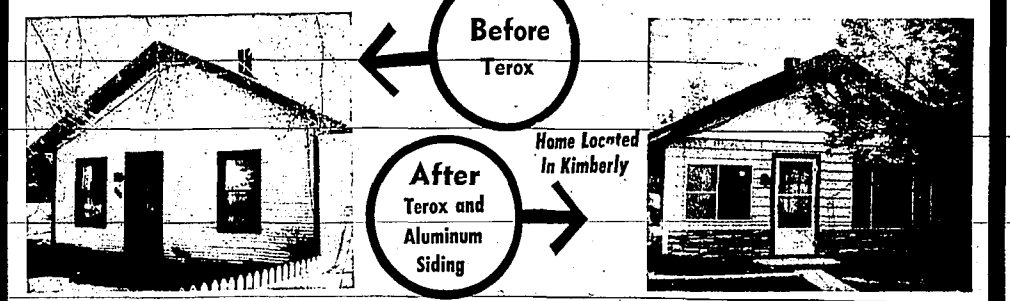 Before
Terox
Home Located
In Kimberly
After
Terox and
Aluminum
Siding